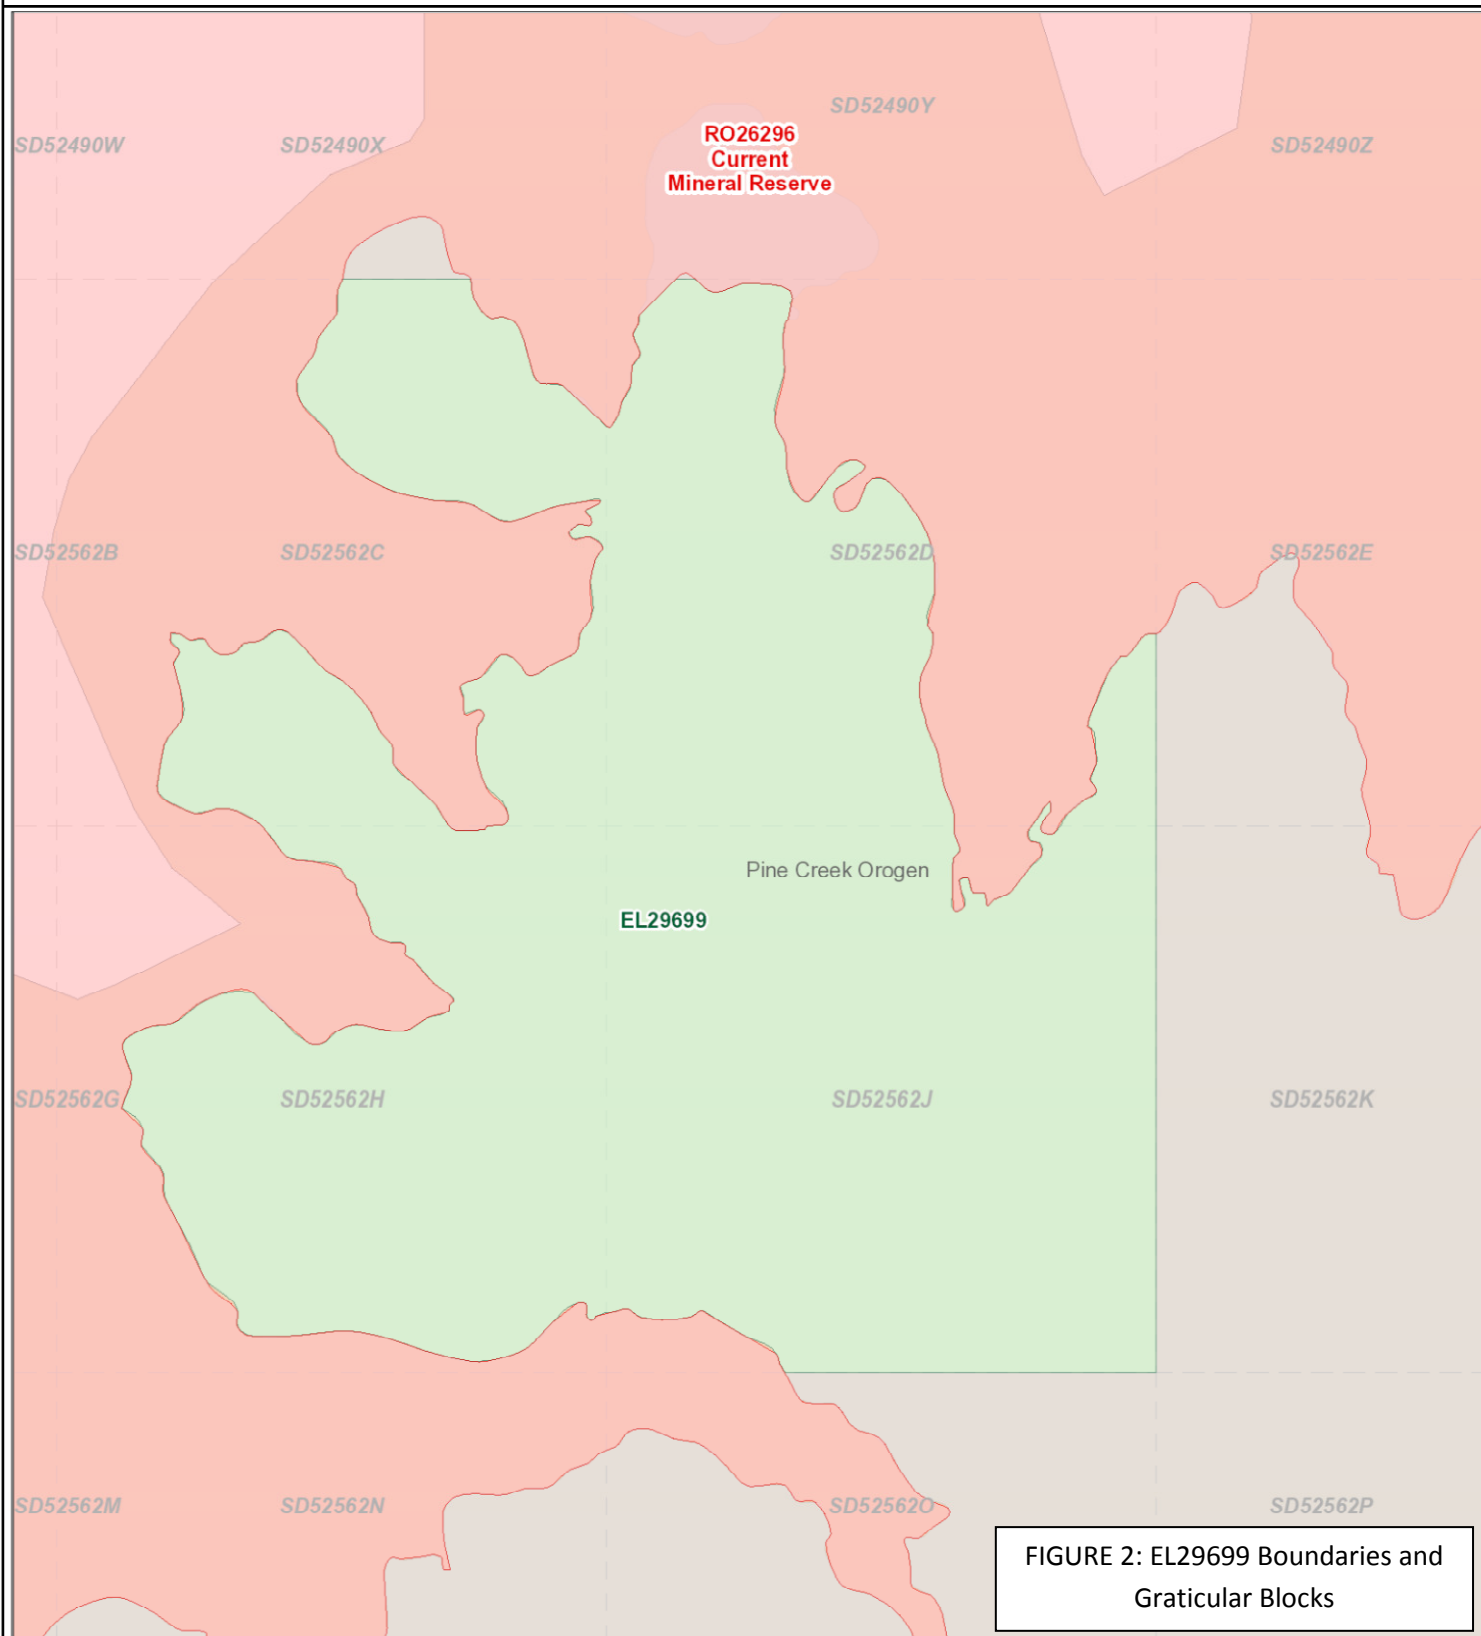 SD52490Y
RO26296
Current
Mineral Reserve
SD52490W
SD52490X
SD52490Z
SD52562B
SD52562C
SD52562D
SD52562E
Pine Creek Orogen
EL29699
SD52562G
SD52562H
SD52562J
SD52562K
SD52562M
SD52562N
SD52562O
SD52562P
FIGURE 2: EL29699 Boundaries and
Graticular Blocks